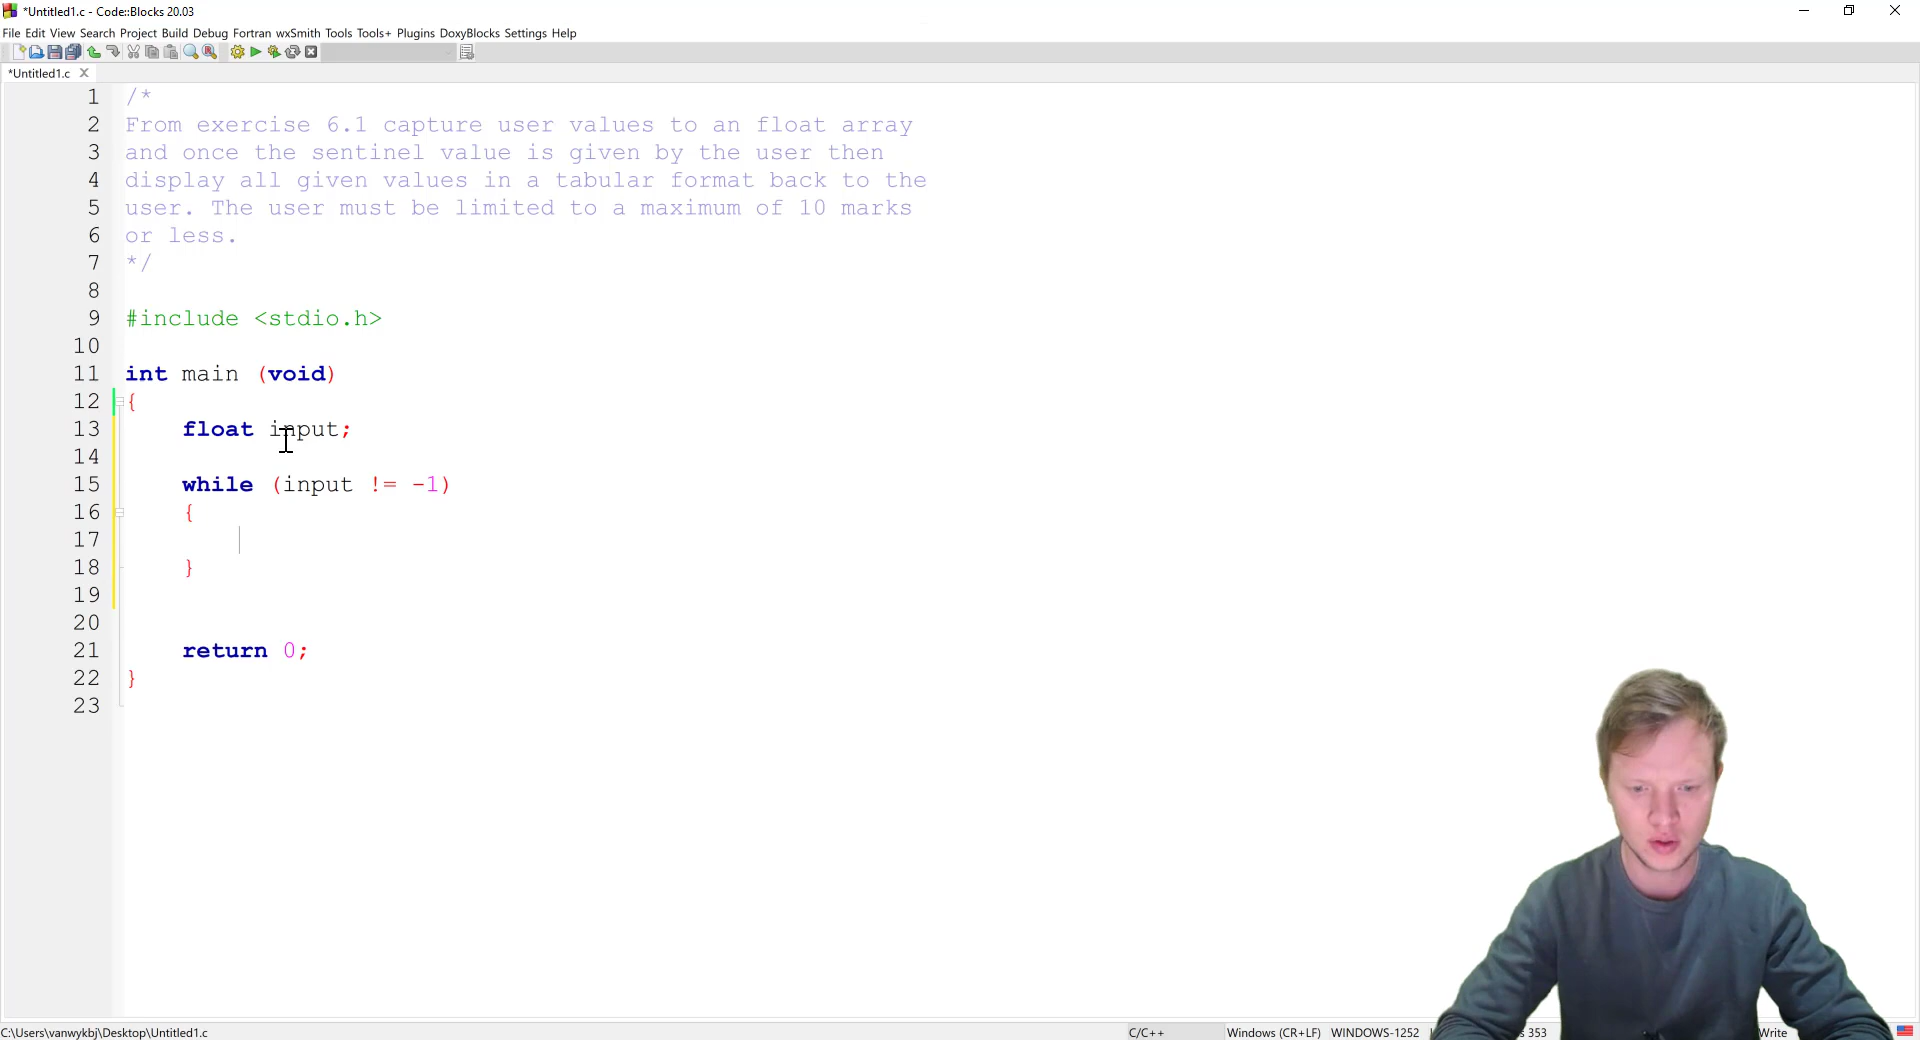 *Untitled1.c - Code::Blocks 20.03
File Edit View Search Project Build Debug Fortran wxSmith Tools Tools+ Plugins DoxyBlocks Settings Help
*Untitled1.c
1 /*
2 From exercise 6.1 capture user values to an float array
3 and once the sentinel value is given by the user then
4 display all given values in a tabular format back to the
5 user. The user must be limited to a maximum of 10 marks
6 or less.
7 */
8
9 #include <stdio.h>
10
11 int main (void)
12 {
13 float input;
14
15 while (input != -1)
16 {
17
18 }
19
20
21 return 0;
22 }
23
C:\Users\vanwykbj\Desktop\Untitled1.c C/C++ Windows (CR+LF) WINDOWS-1252 353